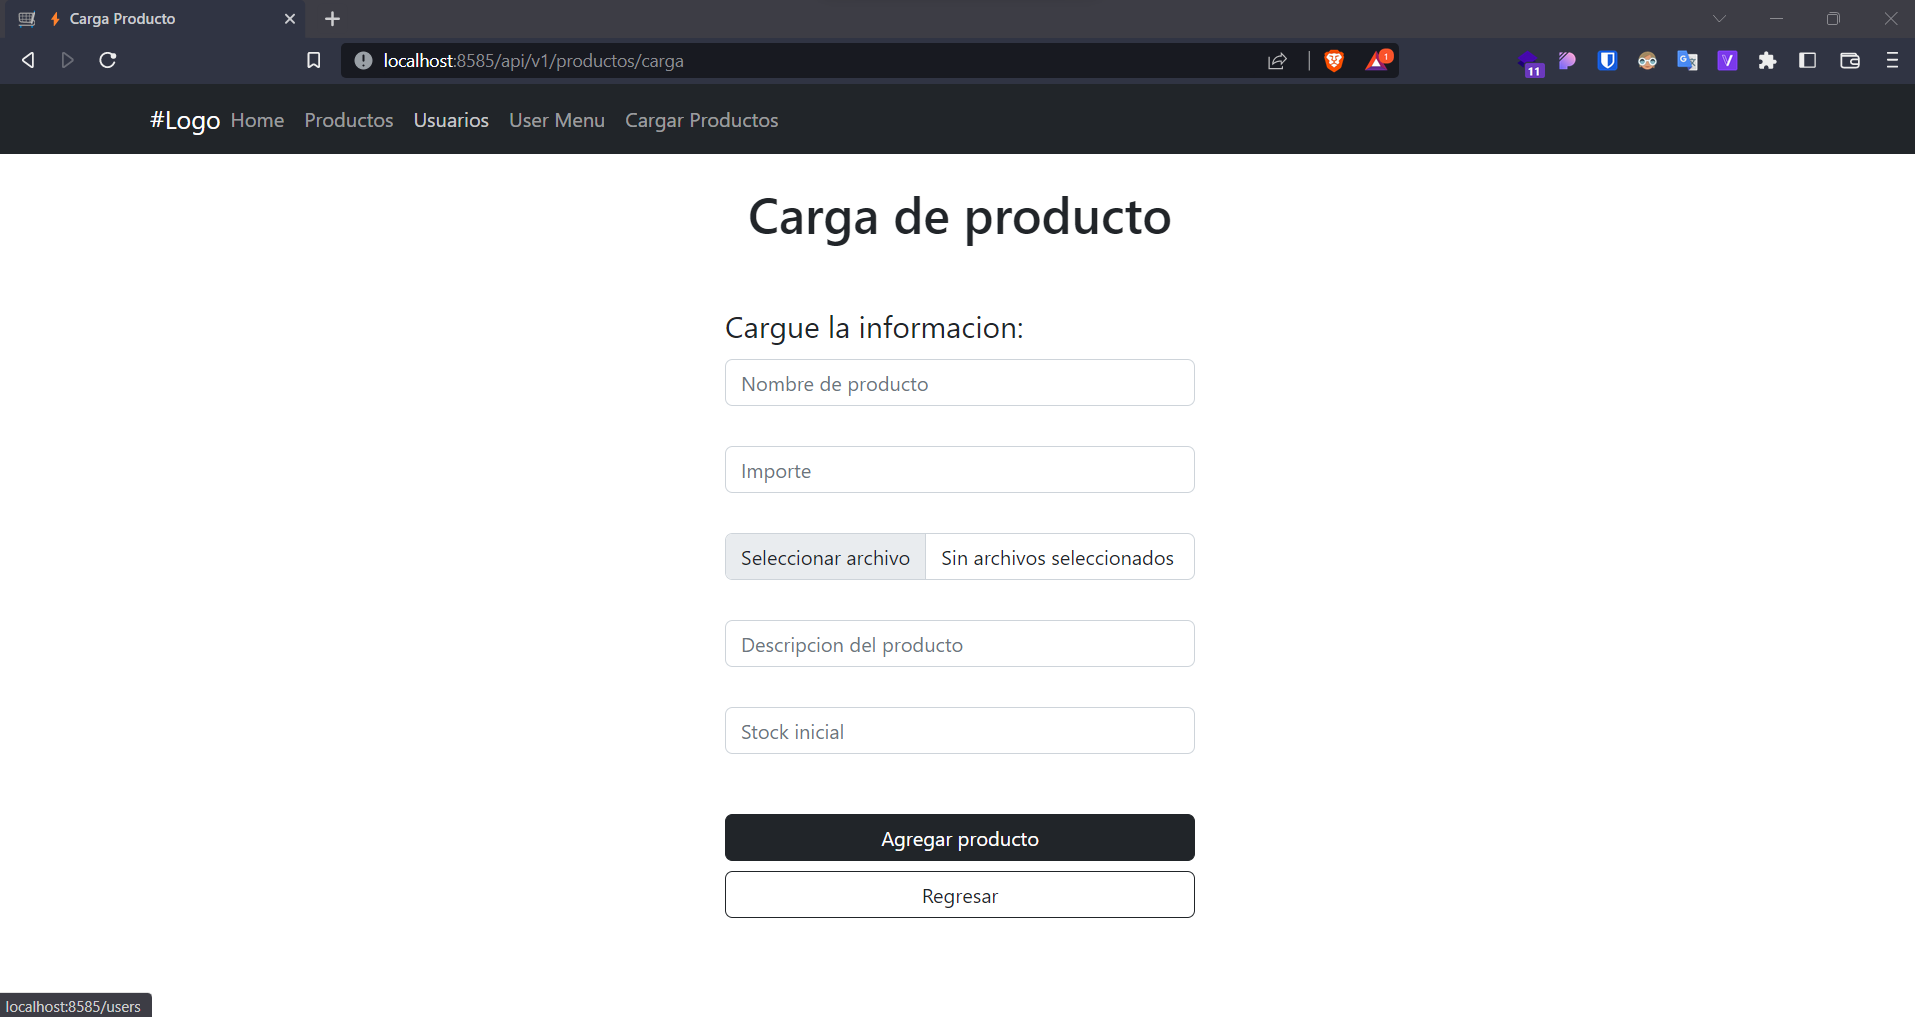 Carga Producto
localhost:8585/api/v1/productos/carga
1
11
V
#Logo Home Productos Usuarios User Menu Cargar Productos
Carga de producto
Cargue la informacion:
Nombre de producto
Importe
Seleccionar archivo Sin archivos seleccionados
Descripcion del producto
Stock inicial
Agregar producto
Regresar
localhost:8585/users